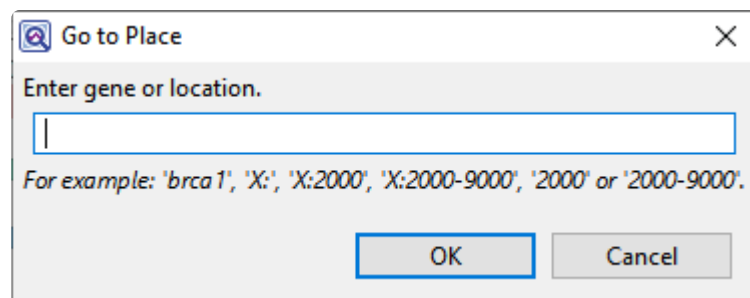 Go to Place
Enter gene or location.
For example: 'brca1', 'X:', 'X:2000', 'X:2000-9000', '2000' or '2000-9000'.
OK Cancel